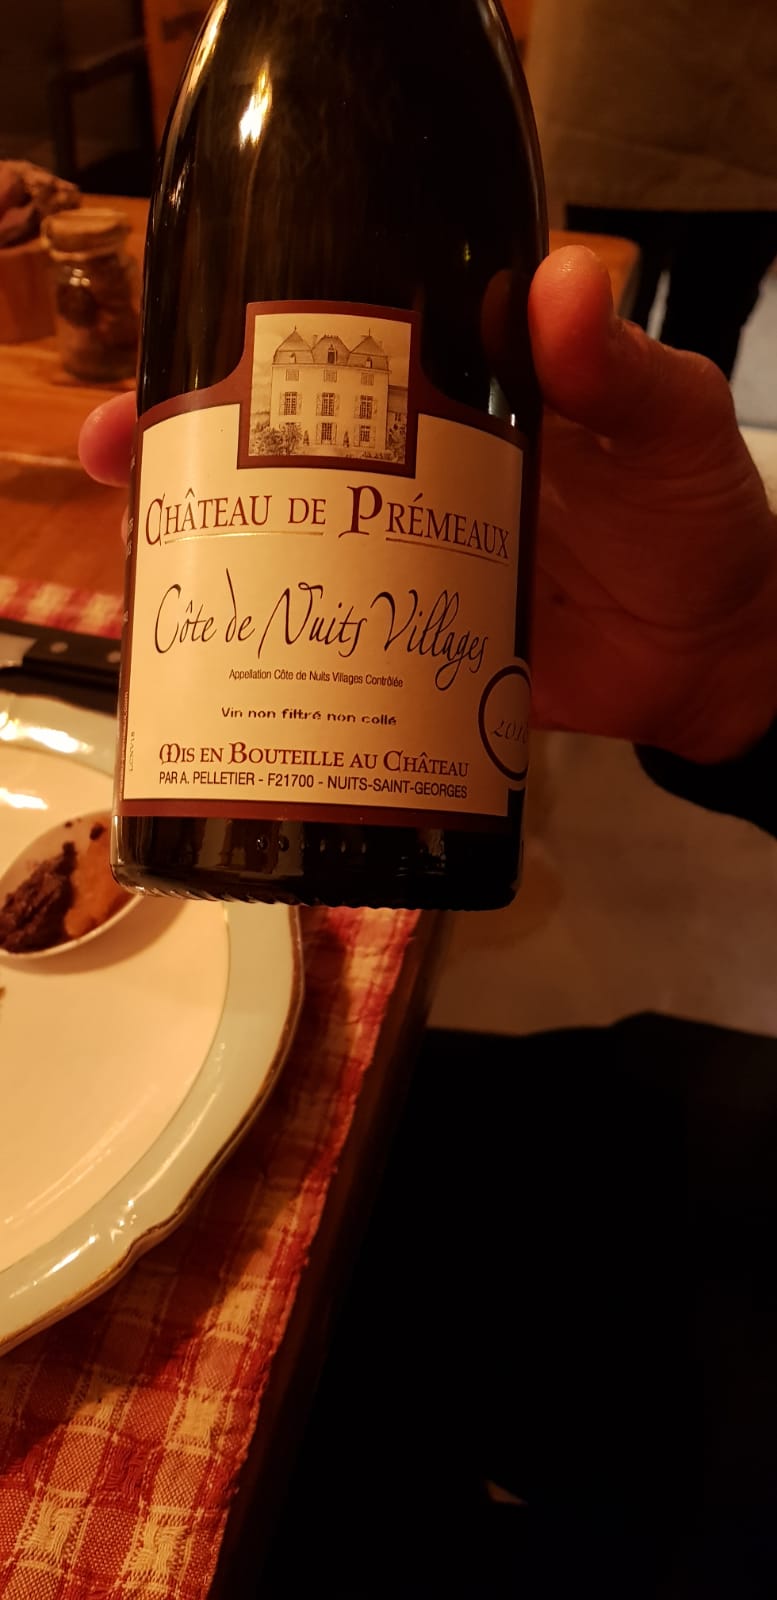 CHÂTEAU DE PRÉMEAUX
Côte de Nuits Villages
Appellation Côte de Nuits Villages Contrôlée
Vin non filtré non collé
MIS EN BOUTEILLE AU CHÂTEAU
PAR A. PELLETIER - F21700 - NUITS-SAINT-GEORGES